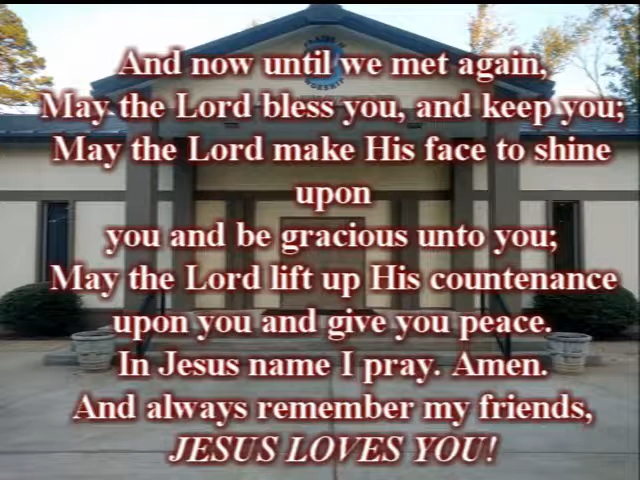 PRAISE N
WORSHIP
And now until we met again,
May the Lord bless you, and keep you;
May the Lord make His face to shine
upon
you and be gracious unto you;
May the Lord lift up His countenance
upon you and give you peace.
In Jesus name I pray. Amen.
And always remember my friends,
JESUS LOVES YOU!